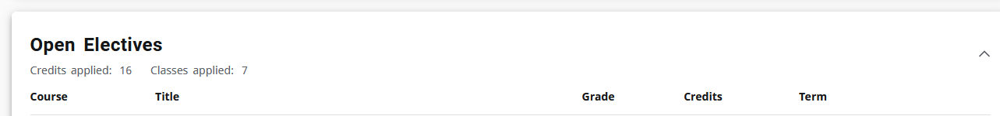 Open Electives
Credits applied: 16 Classes applied: 7
Course Title Grade Credits Term